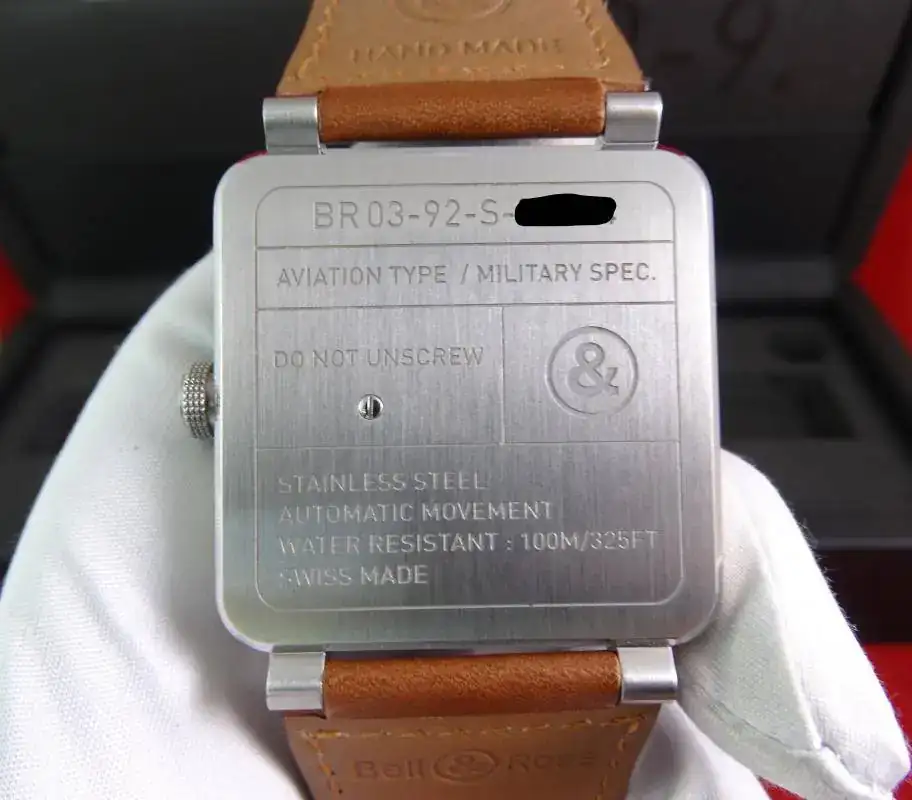 HAND MADE
BR 03-92-S-
AVIATION TYPE / MILITARY SPEC.
DO NOT UNSCREW
&
STAINLESS STEEL
AUTOMATIC MOVEMENT
WATER RESISTANT : 100M/325FT
SWISS MADE
Bell & Ross